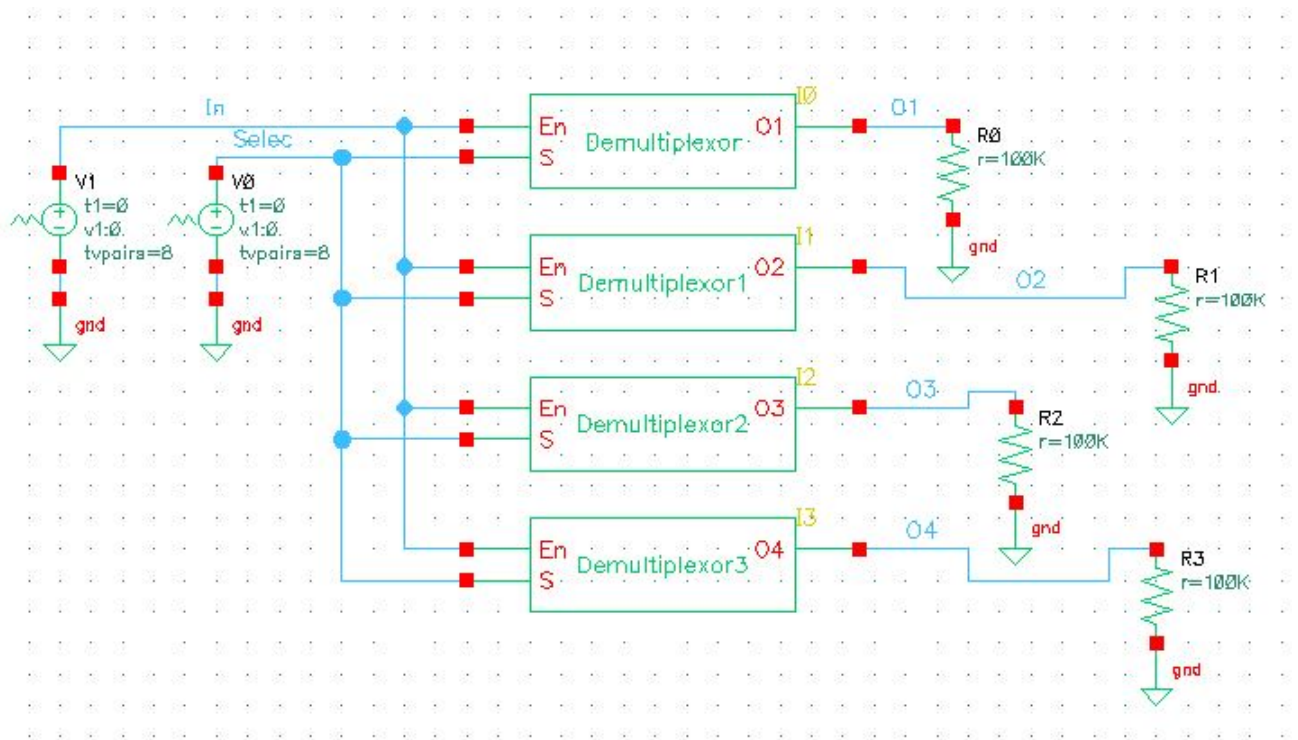 In
Selec
V1
t1=0
v1:0.
tvpairs=8
gnd
V0
t1=0
v1:0.
tvpairs=8
gnd
I0
En
S
Demultiplexor
O1
O1
R0
r=100K
gnd
I1
En
S
Demultiplexor1
O2
O2
R1
r=100K
gnd
I2
En
S
Demultiplexor2
O3
O3
R2
r=100K
gnd
I3
En
S
Demultiplexor3
O4
O4
R3
r=100K
gnd